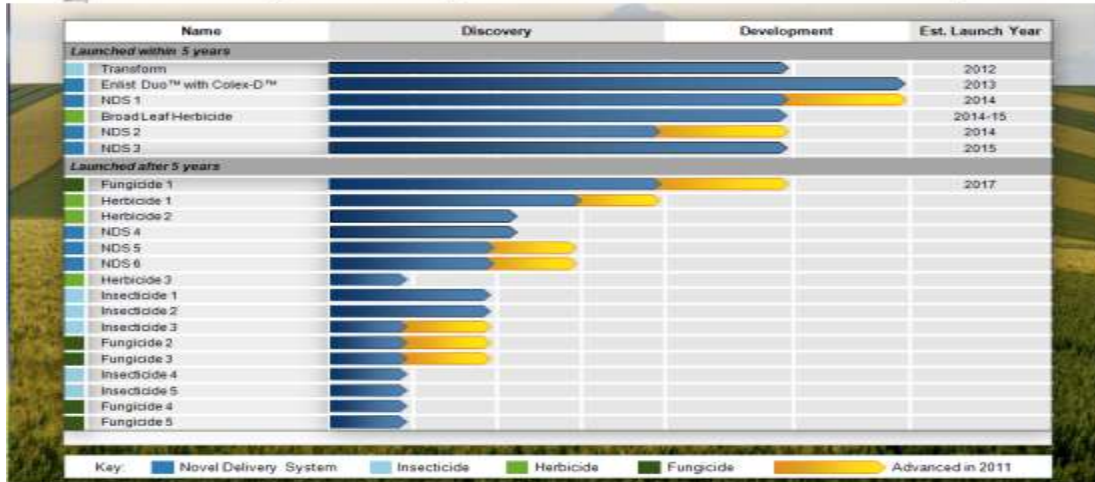 Name Discovery Development Est. Launch Year
Launched within 5 years
Transform 2012
Enlist Duo™ with Colex-D™ 2013
NDS 1 2014
Broad Leaf Herbicide 2014-15
NDS 2 2014
NDS 3 2015
Launched after 5 years
Fungicide 1 2017
Herbicide 1
Herbicide 2
NDS 4
NDS 5
NDS 6
Herbicide 3
Insecticide 1
Insecticide 2
Insecticide 3
Fungicide 2
Fungicide 3
Insecticide 4
Insecticide 5
Fungicide 4
Fungicide 5
Key: Novel Delivery System Insecticide Herbicide Fungicide Advanced in 2011